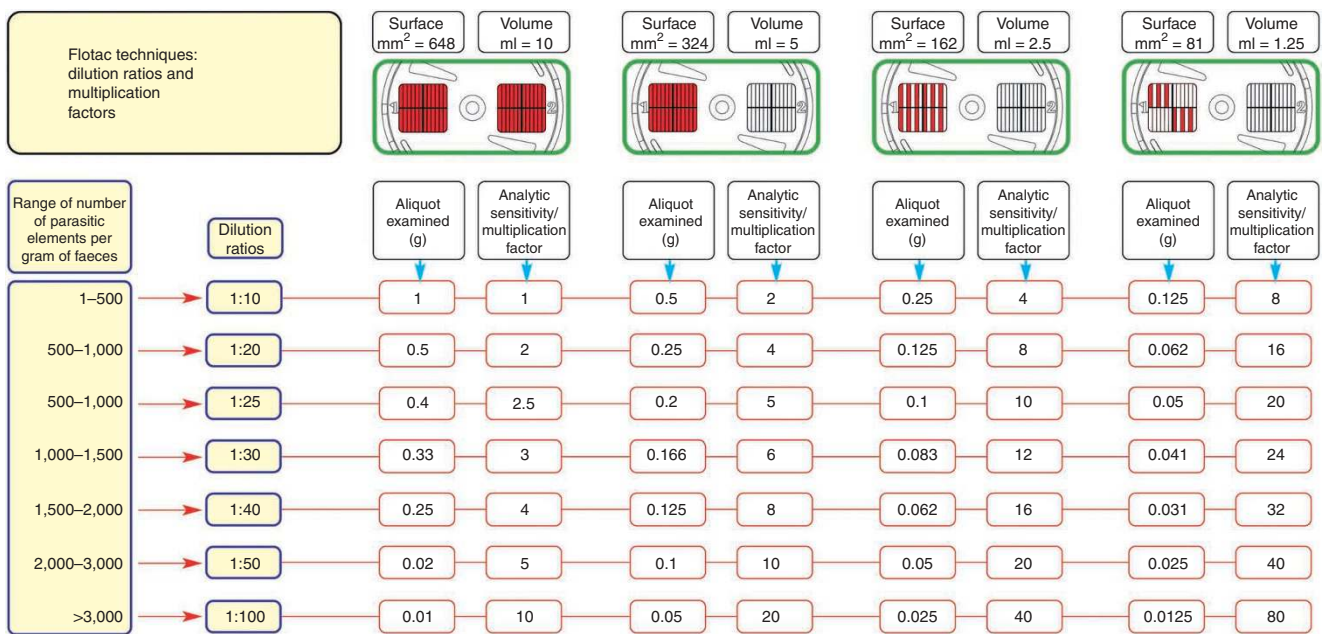 Flotac techniques:
dilution ratios and
multiplication
factors
Surface
mm² = 648
Volume
ml = 10
Surface
mm² = 324
Volume
ml = 5
Surface
mm² = 162
Volume
ml = 2.5
Surface
mm² = 81
Volume
ml = 1.25
1
2
1
2
1
2
1
2
Range of number
of parasitic
elements per
gram of faeces
Dilution
ratios
Aliquot
examined
(g)
Analytic
sensitivity/
multiplication
factor
Aliquot
examined
(g)
Analytic
sensitivity/
multiplication
factor
Aliquot
examined
(g)
Analytic
sensitivity/
multiplication
factor
Aliquot
examined
(g)
Analytic
sensitivity/
multiplication
factor
1–500 1:10 1 1 0.5 2 0.25 4 0.125 8
500–1,000 1:20 0.5 2 0.25 4 0.125 8 0.062 16
500–1,000 1:25 0.4 2.5 0.2 5 0.1 10 0.05 20
1,000–1,500 1:30 0.33 3 0.166 6 0.083 12 0.041 24
1,500–2,000 1:40 0.25 4 0.125 8 0.062 16 0.031 32
2,000–3,000 1:50 0.02 5 0.1 10 0.05 20 0.025 40
>3,000 1:100 0.01 10 0.05 20 0.025 40 0.0125 80